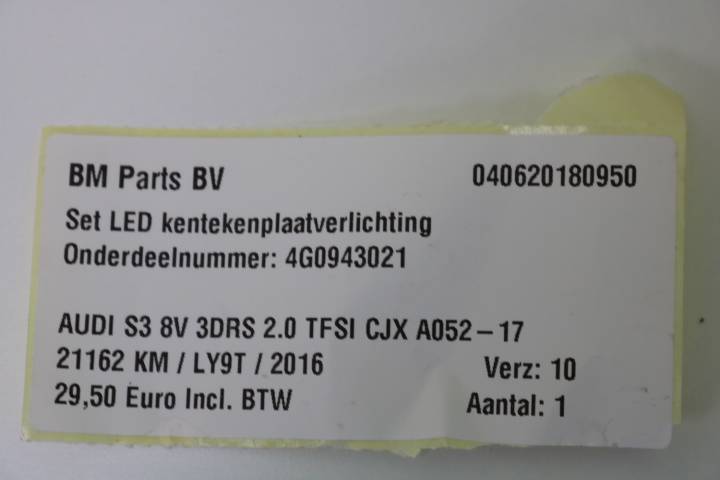 BM Parts BV 040620180950
Set LED kentekenplaatverlichting
Onderdeelnummer: 4G0943021
AUDI S3 8V 3DRS 2.0 TFSI CJX A052-17
21162 KM / LY9T / 2016 Verz: 10
29,50 Euro Incl. BTW Aantal: 1